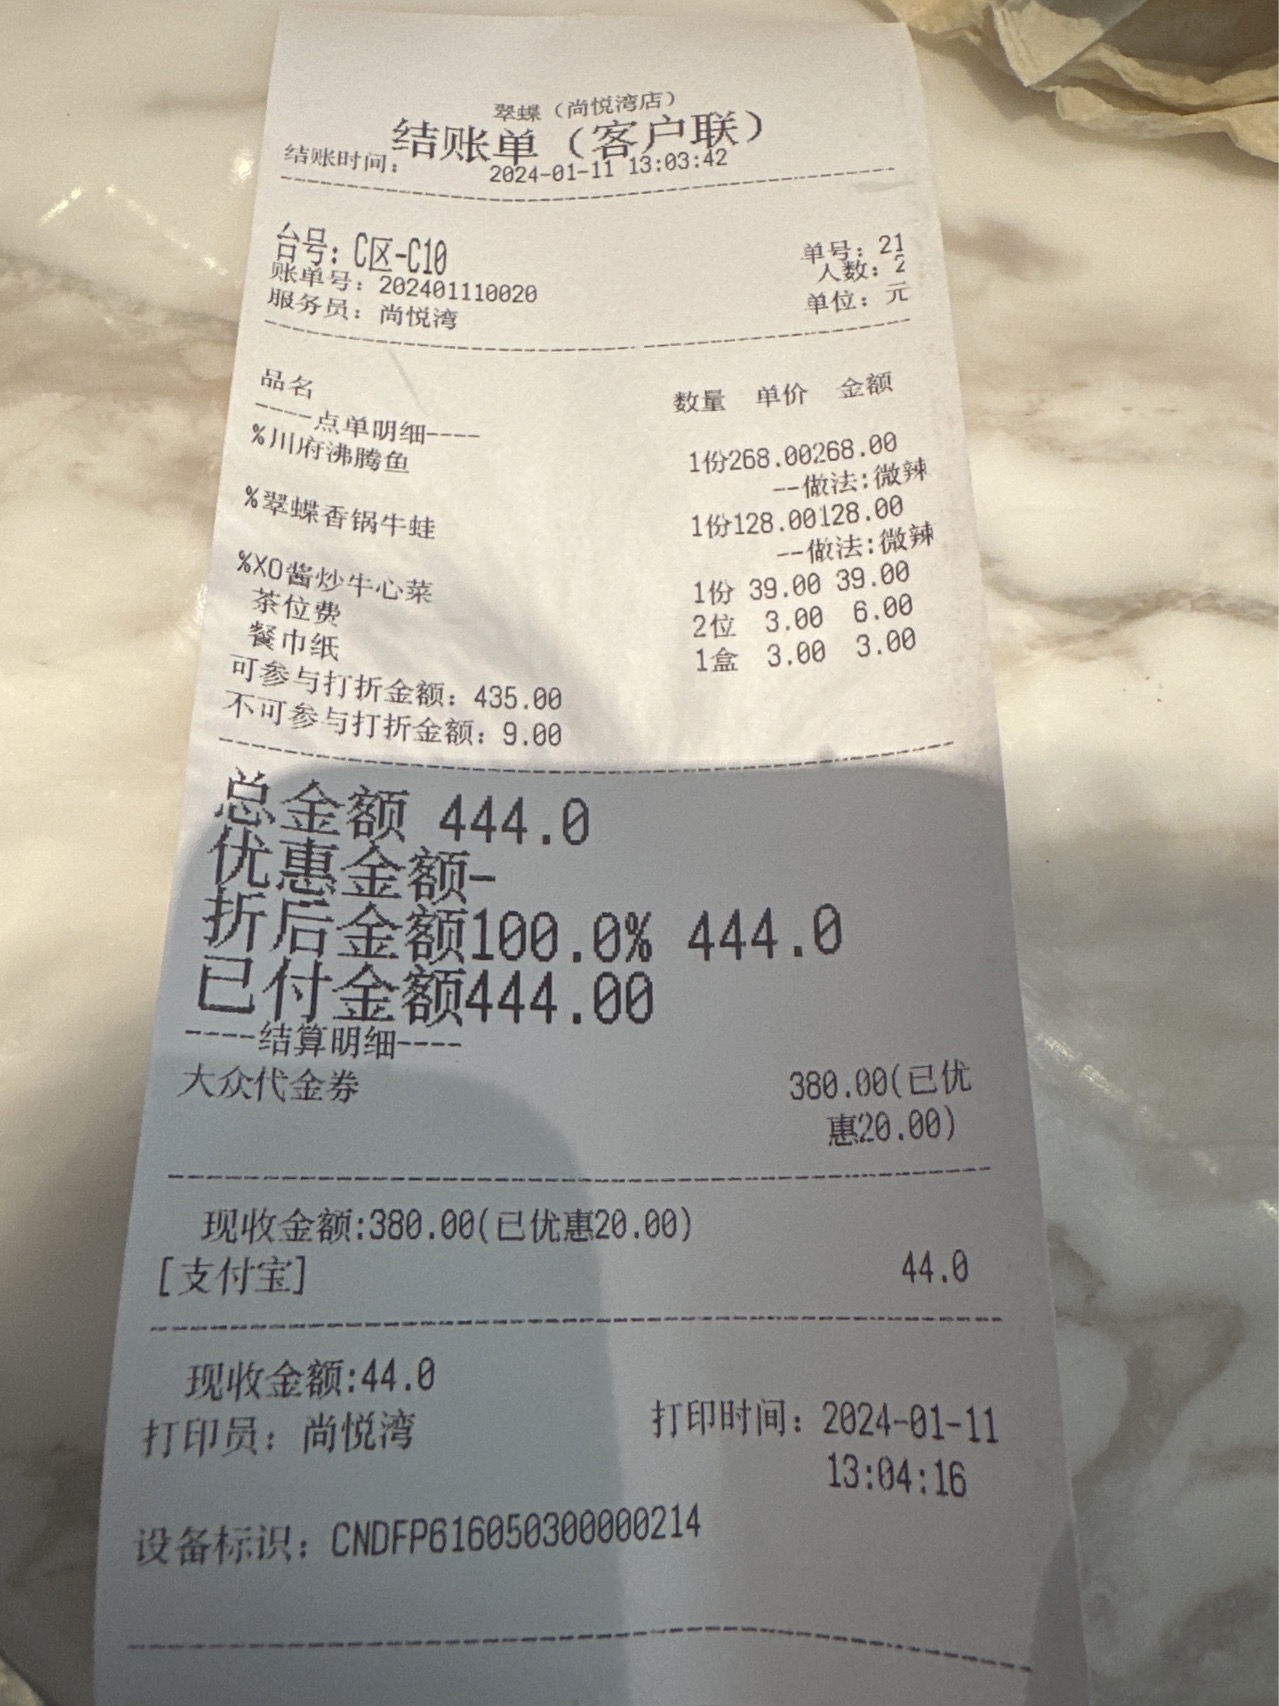 翠蝶（尚悦湾店）
结账单（客户联）
结账时间： 2024-01-11 13:03:42
台号：C区-C10 单号：21
账单号：202401110020 人数：2
服务员：尚悦湾 单位：元
品名 数量 单价 金额
----点单明细----
%川府沸腾鱼 1份268.00268.00
--做法:微辣
%翠蝶香锅牛蛙 1份128.00128.00
--做法:微辣
%XO酱炒牛心菜 1份 39.00 39.00
茶位费 2位 3.00 6.00
餐巾纸 1盒 3.00 3.00
可参与打折金额：435.00
不可参与打折金额：9.00
总金额 444.0
优惠金额-
折后金额100.0% 444.0
已付金额444.00
----结算明细----
大众代金券 380.00(已优
惠20.00)
现收金额:380.00(已优惠20.00)
[支付宝] 44.0
现收金额:44.0
打印员：尚悦湾 打印时间：2024-01-11
13:04:16
设备标识：CNDFP616050300000214